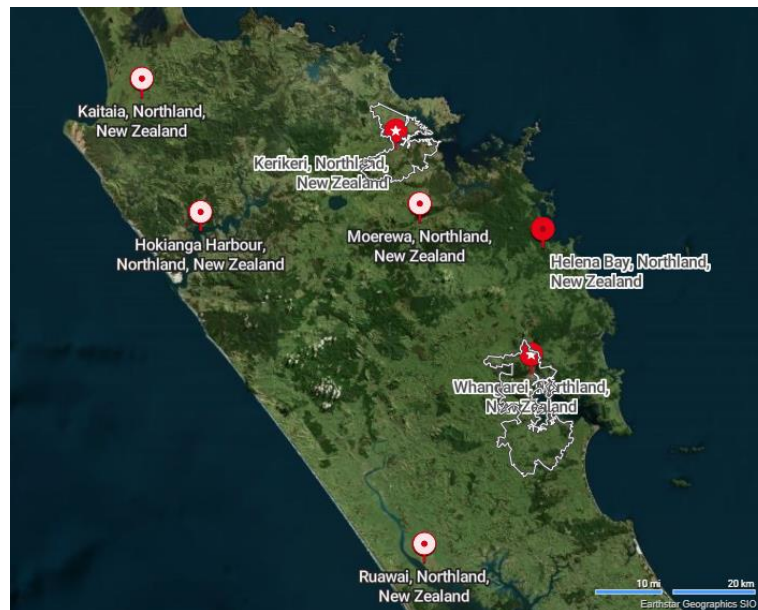 Kaitaia, Northland,
New Zealand
Kerikeri, Northland,
New Zealand
Hokianga Harbour,
Northland, New Zealand
Moerewa, Northland,
New Zealand
Helena Bay, Northland,
New Zealand
Whangarei, Northland,
New Zealand
Ruawai, Northland,
New Zealand
10 mi
20 km
Earthstar Geographics SIO